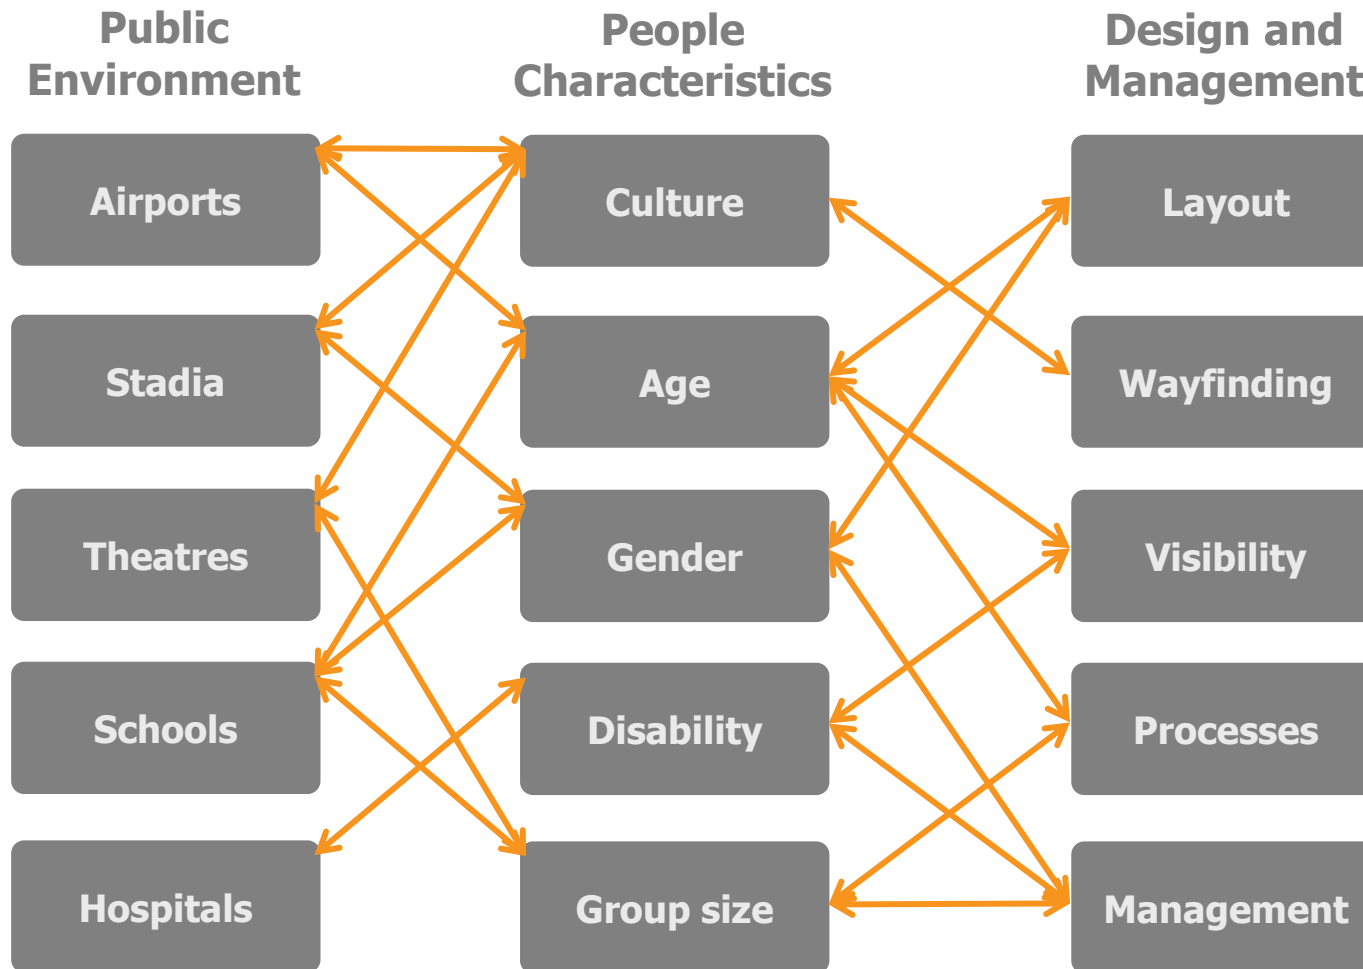 Public
Environment
People
Characteristics
Design and
Management
Airports
Culture
Layout
Stadia
Age
Wayfinding
Theatres
Gender
Visibility
Schools
Disability
Processes
Hospitals
Group size
Management